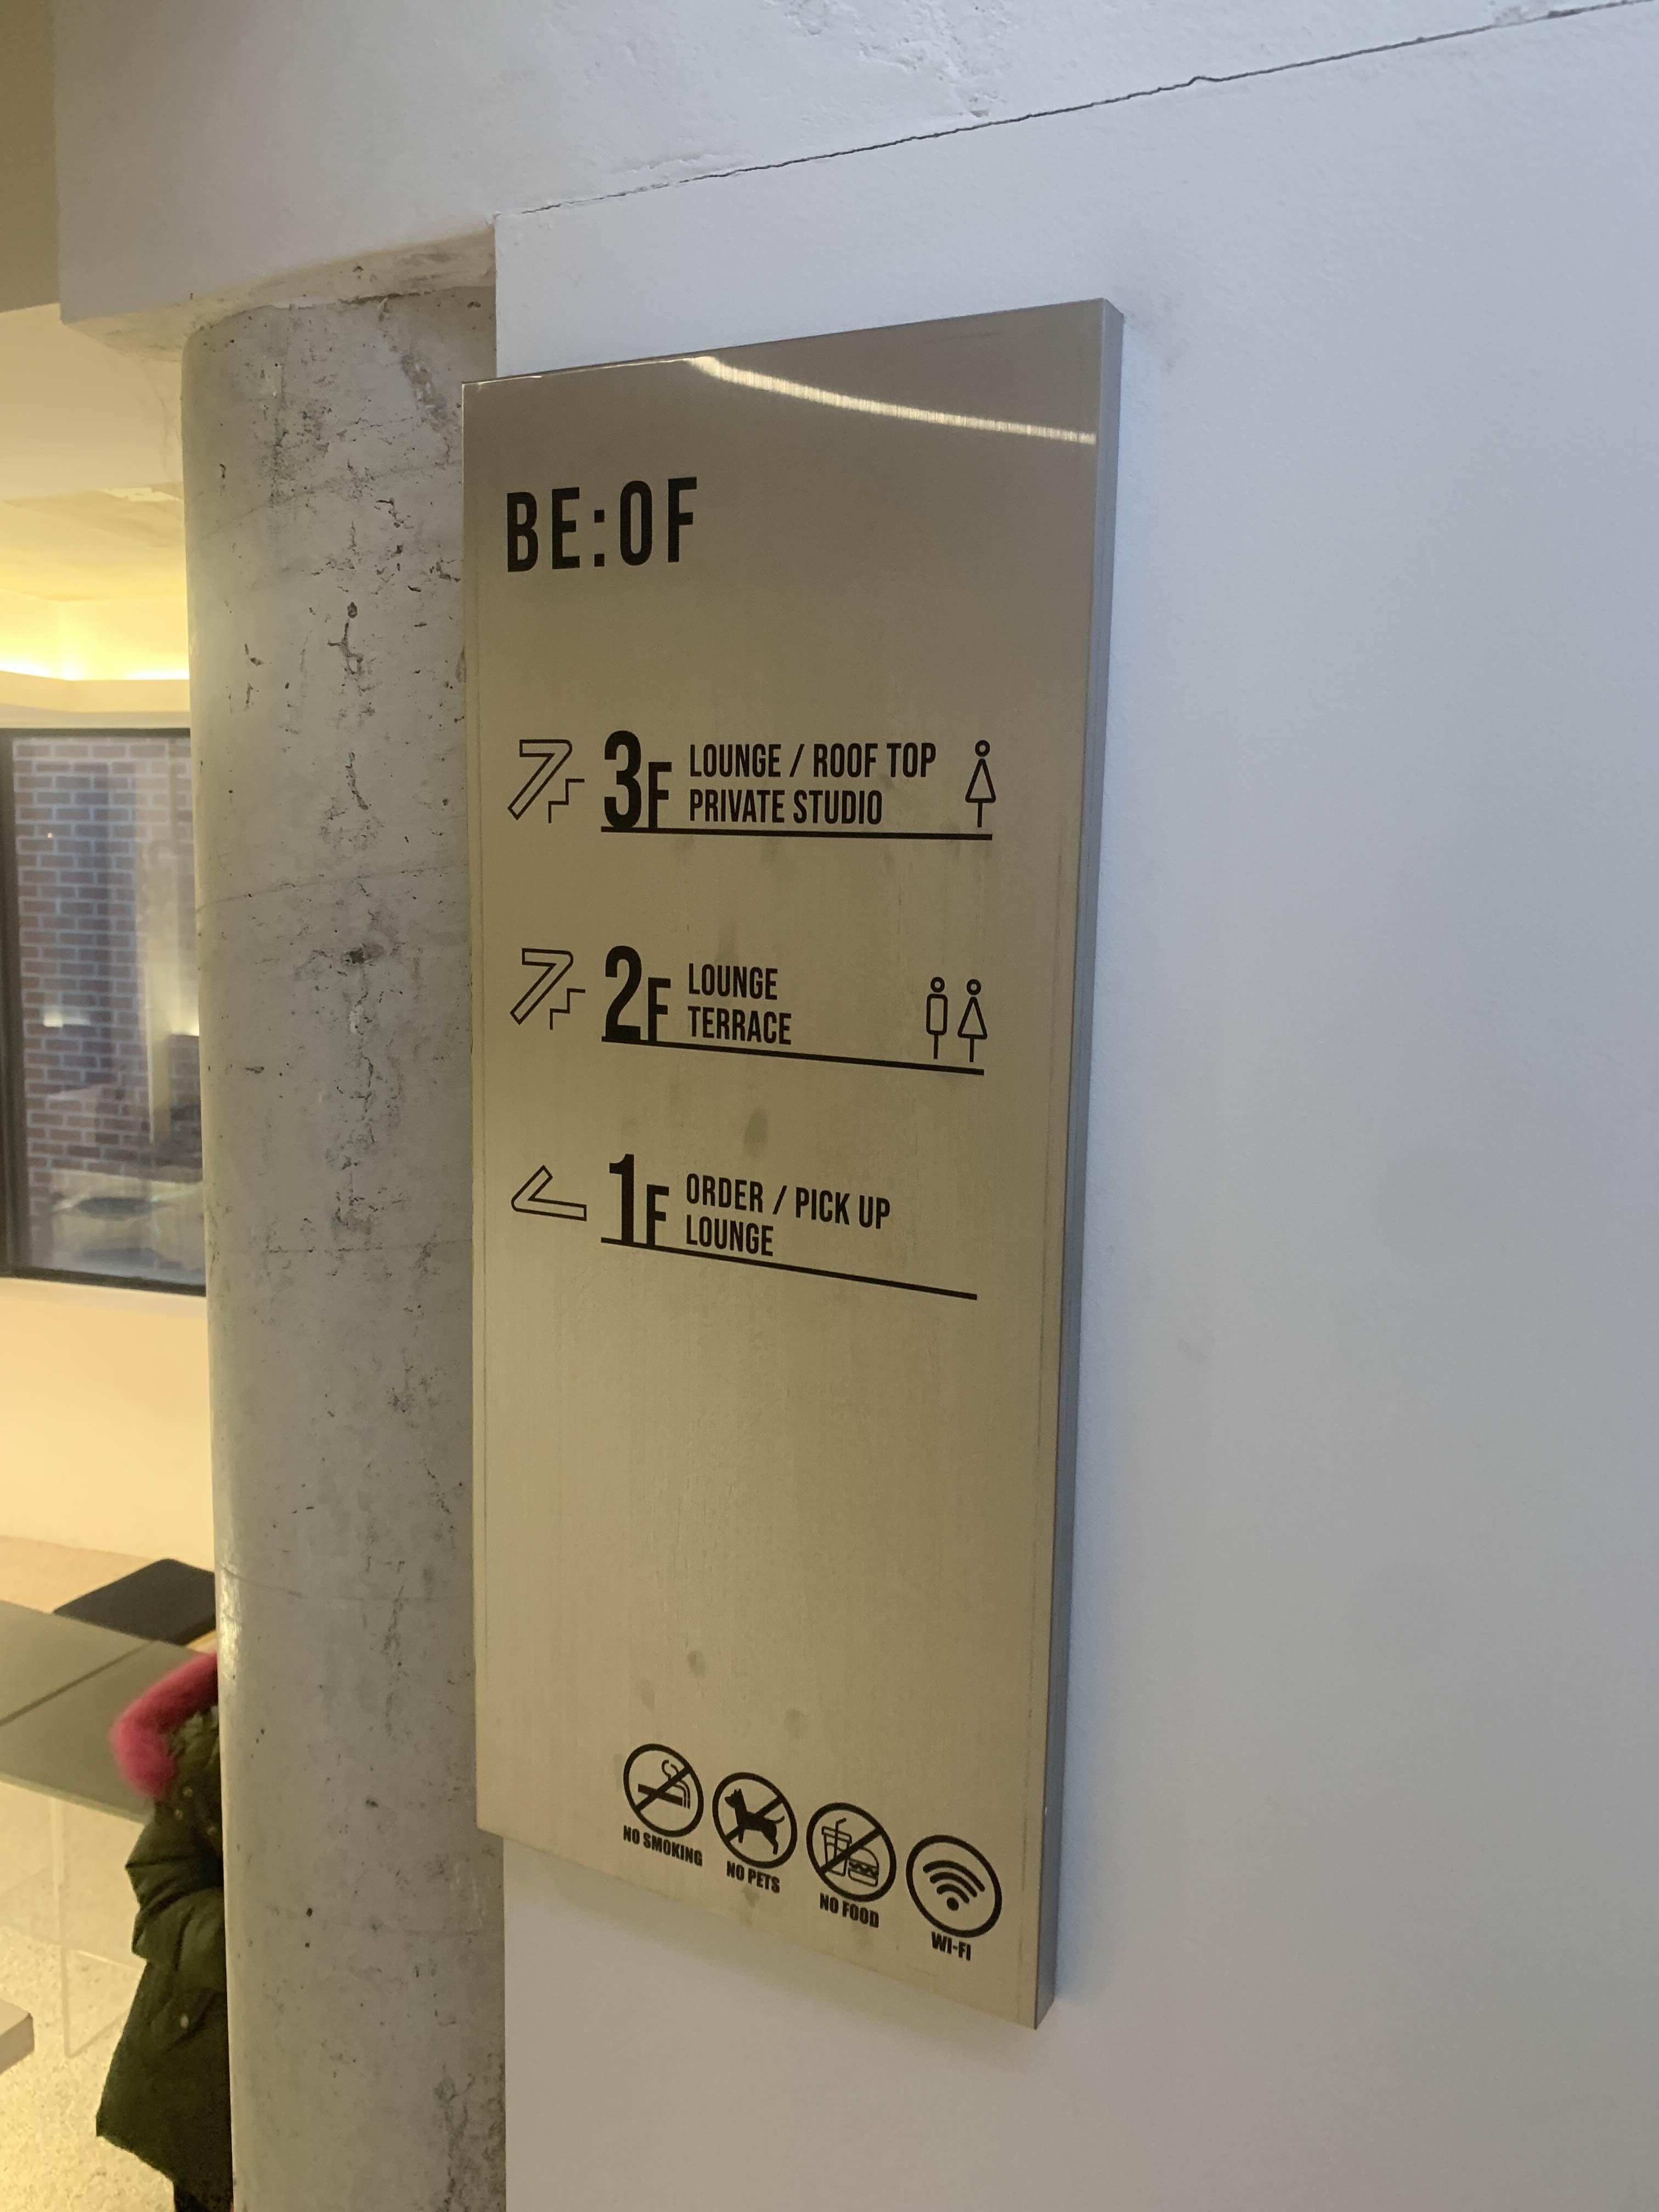 BE:OF
3F LOUNGE / ROOF TOP
PRIVATE STUDIO
2F LOUNGE
TERRACE
1F ORDER / PICK UP
LOUNGE
NO SMOKING
NO PETS
NO FOOD
WI-FI